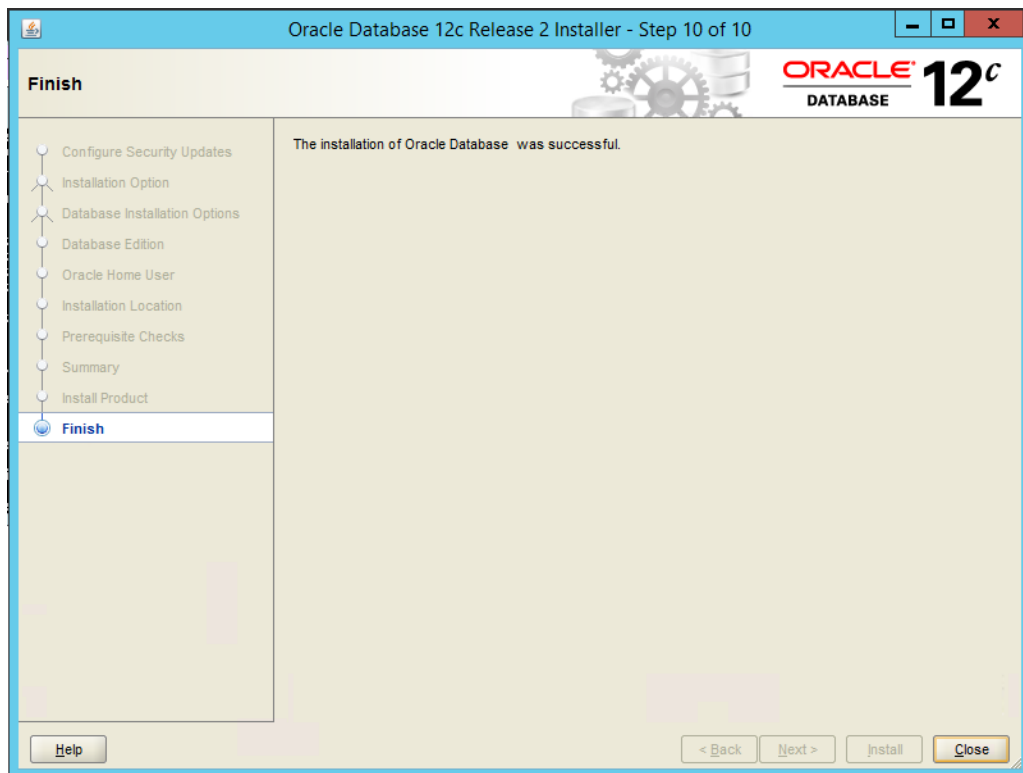 Oracle Database 12c Release 2 Installer - Step 10 of 10
Finish
ORACLE®
DATABASE
12c
Configure Security Updates
Installation Option
Database Installation Options
Database Edition
Oracle Home User
Installation Location
Prerequisite Checks
Summary
Install Product
Finish
The installation of Oracle Database  was successful.
Help
< Back
Next >
Install
Close